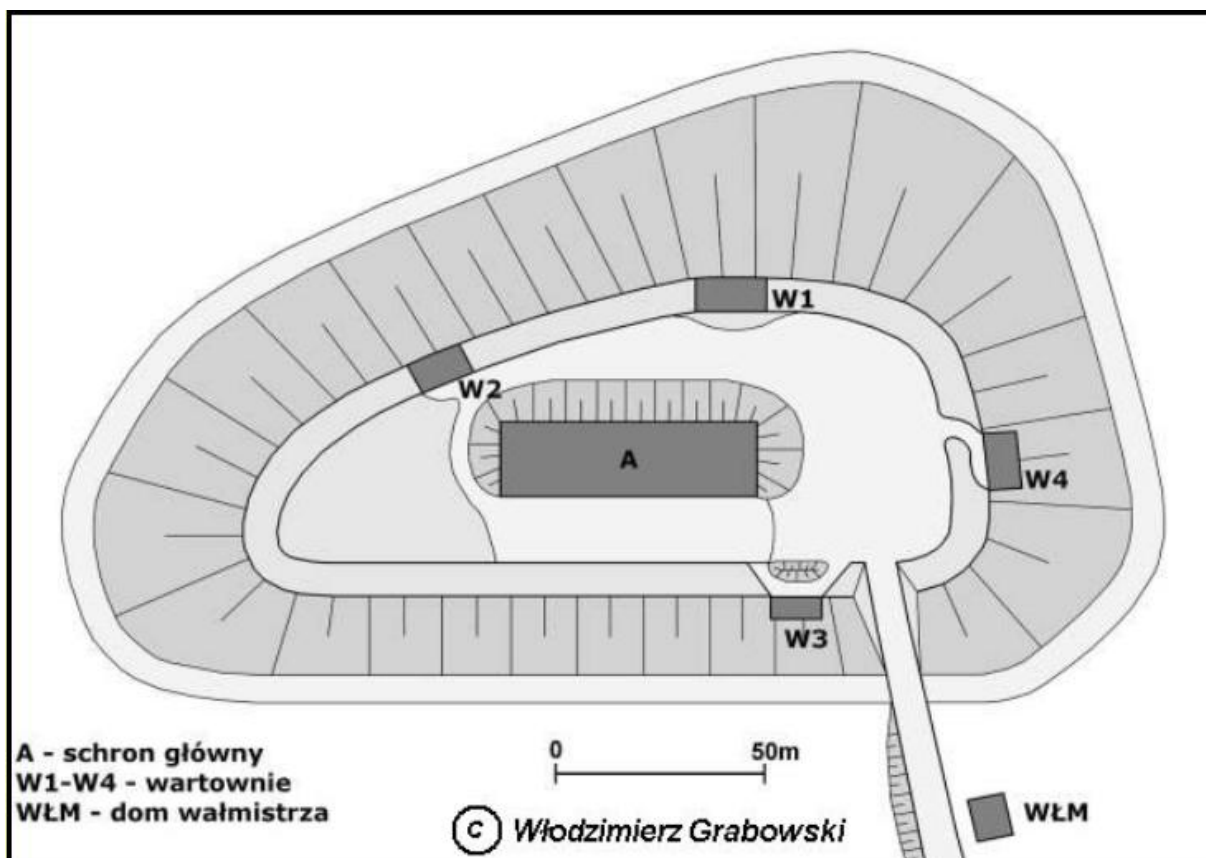 W1
W2
A
W4
W3
A - schron główny
W1-W4 - wartownie
WŁM - dom wałmistrza
0 50m
WŁM
C Włodzimierz Grabowski